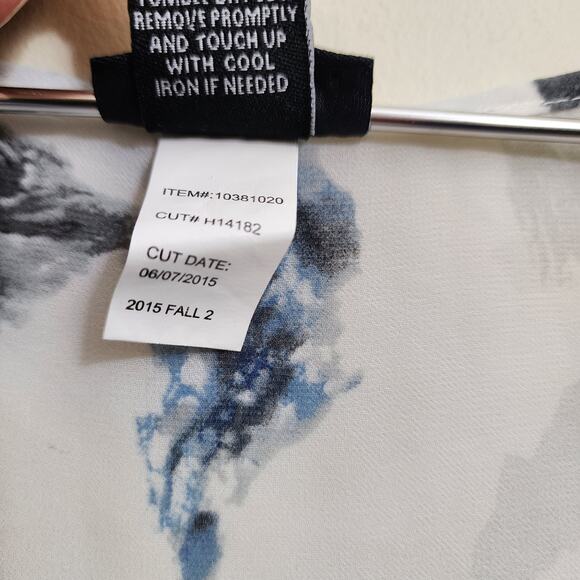 REMOVE PROMPTLY
AND TOUCH UP
WITH COOL
IRON IF NEEDED
ITEM#:10381020
CUT# H14182
CUT DATE:
06/07/2015
2015 FALL 2